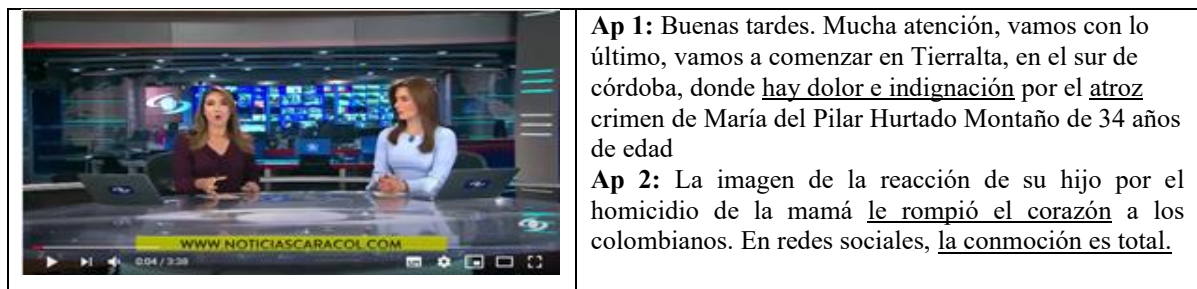 WWW.NOTICIASCARACOL.COM
0:04 / 3:38
Ap 1: Buenas tardes. Mucha atención, vamos con lo
último, vamos a comenzar en Tierralta, en el sur de
córdoba, donde hay dolor e indignación por el atroz
crimen de María del Pilar Hurtado Montaño de 34 años
de edad
Ap 2: La imagen de la reacción de su hijo por el
homicidio de la mamá le rompió el corazón a los
colombianos. En redes sociales, la conmoción es total.